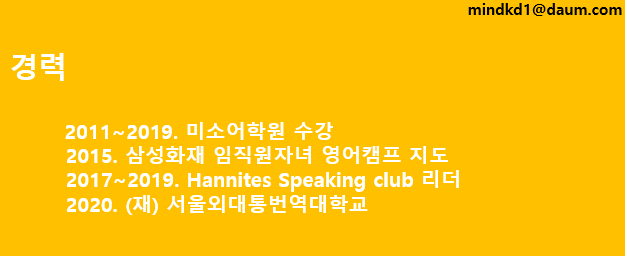 mindkd1@daum.com
경력
2011~2019. 미소어학원 수강
2015. 삼성화재 임직원자녀 영어캠프 지도
2017~2019. Hannites Speaking club 리더
2020. (재) 서울외대통번역대학교